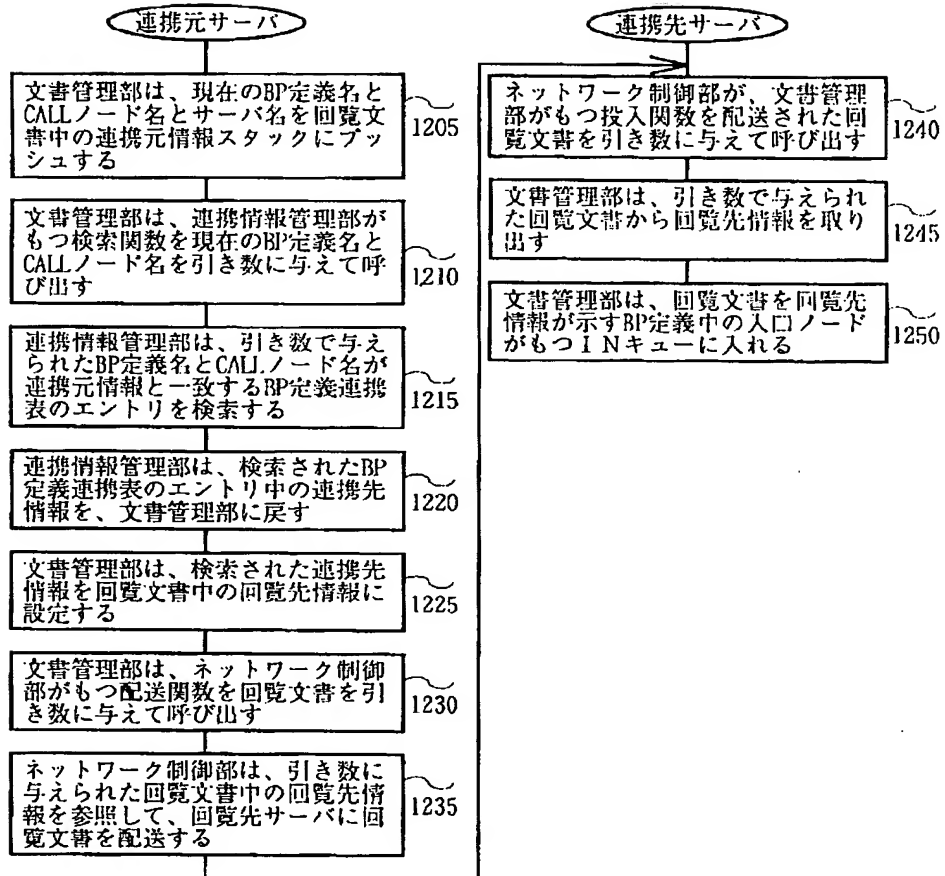 連携元サーバ
文書管理部は、現在のBP定義名と
CALLノード名とサーバ名を回覧文
書中の連携元情報スタックにプッ
シュする
1205
文書管理部は、連携情報管理部が
もつ検索関数を現在のBP定義名と
CALLノード名を引き数に与えて呼
び出す
1210
連携情報管理部は、引き数で与え
られたBP定義名とCALLノード名が
連携元情報と一致するBP定義連携
表のエントリを検索する
1215
連携情報管理部は、検索されたBP
定義連携表のエントリ中の連携先
情報を、文書管理部に戻す
1220
文書管理部は、検索された連携先
情報を回覧文書中の回覧先情報に
設定する
1225
文書管理部は、ネットワーク制御
部がもつ配送関数を回覧文書を引
き数に与えて呼び出す
1230
ネットワーク制御部は、引き数に
与えられた回覧文書中の回覧先情
報を参照して、回覧先サーバに回
覧文書を配送する
1235
連携先サーバ
ネットワーク制御部が、文書管理
部がもつ投入関数を配送された回
覧文書を引き数に与えて呼び出す
1240
文書管理部は、引き数で与えられ
た回覧文書から回覧先情報を取り
出す
1245
文書管理部は、回覧文書を回覧先
情報が示すBP定義中の入口ノード
がもつINキューに入れる
1250